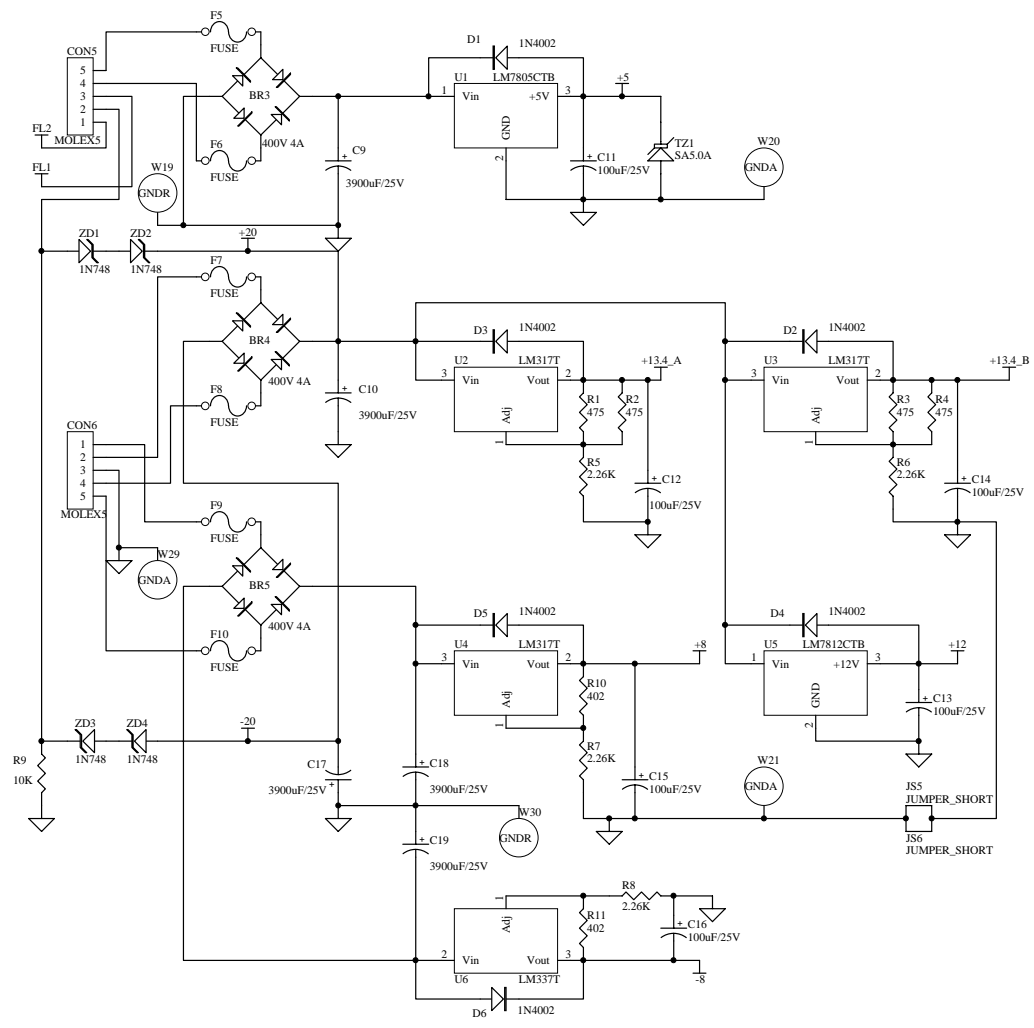 F5
FUSE
CON5
5
4
3
2
1
MOLEX5
FL2
FL1
BR3
400V 4A
F6
FUSE
W19
GNDR
C9
3900uF/25V
+
D1
1N4002
U1
LM7805CTB
1
Vin
+5V
3
GND
2
+5
+
C11
100uF/25V
TZ1
SA5.0A
W20
GNDA
ZD1
1N748
ZD2
1N748
+20
F7
FUSE
BR4
400V 4A
F8
FUSE
+
C10
3900uF/25V
D3
1N4002
U2
LM317T
3
Vin
Vout
2
Adj
1
+13.4_A
R1
475
R2
475
R5
2.26K
+
C12
100uF/25V
D2
1N4002
U3
LM317T
3
Vin
Vout
2
Adj
1
+13.4_B
R3
475
R4
475
R6
2.26K
+
C14
100uF/25V
CON6
1
2
3
4
5
MOLEX5
W29
GNDA
F9
FUSE
BR5
400V 4A
F10
FUSE
D5
1N4002
U4
LM317T
3
Vin
Vout
2
Adj
1
+8
R10
402
R7
2.26K
+
C15
100uF/25V
D4
1N4002
U5
LM7812CTB
1
Vin
+12V
3
GND
2
+12
+
C13
100uF/25V
ZD3
1N748
ZD4
1N748
-20
R9
10K
C17
3900uF/25V
+
+
C18
3900uF/25V
+
C19
3900uF/25V
W30
GNDR
W21
GNDA
JS5
JUMPER_SHORT
JS6
JUMPER_SHORT
1
Adj
2
Vin
Vout
3
U6
LM337T
R11
402
R8
2.26K
+
C16
100uF/25V
-8
D6
1N4002